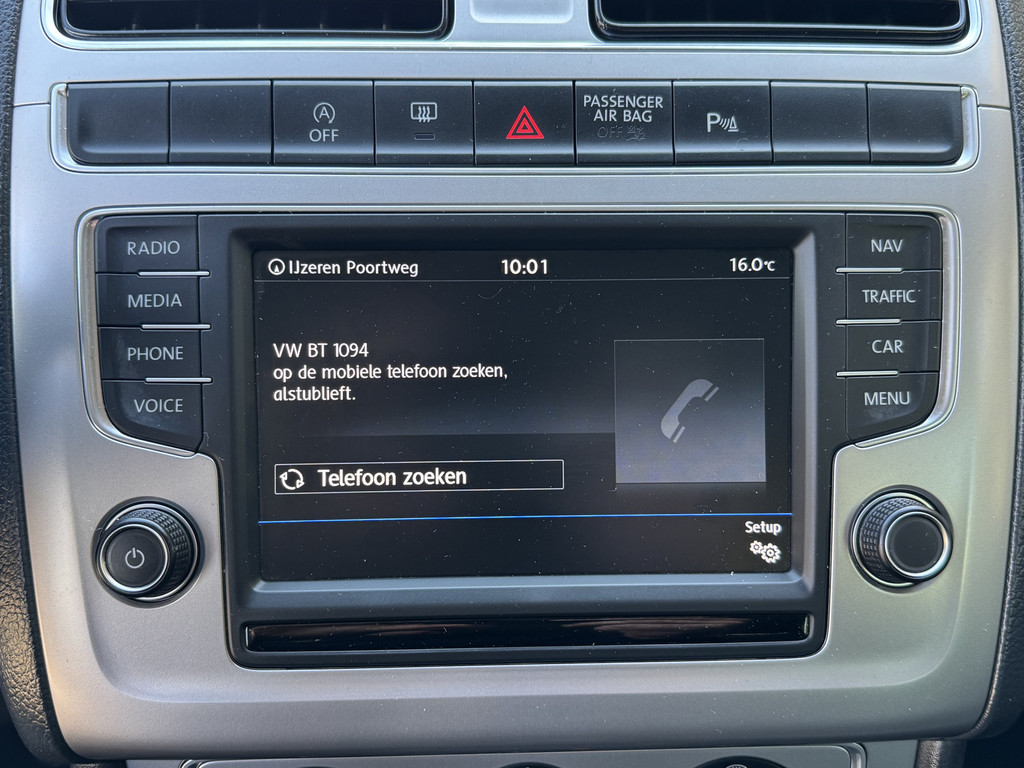 A
OFF
PASSENGER
AIR BAG
OFF
P
RADIO
MEDIA
PHONE
VOICE
IJzeren Poortweg
10:01
16.0°C
VW BT 1094
op de mobiele telefoon zoeken,
alstublieft.
Telefoon zoeken
Setup
NAV
TRAFFIC
CAR
MENU